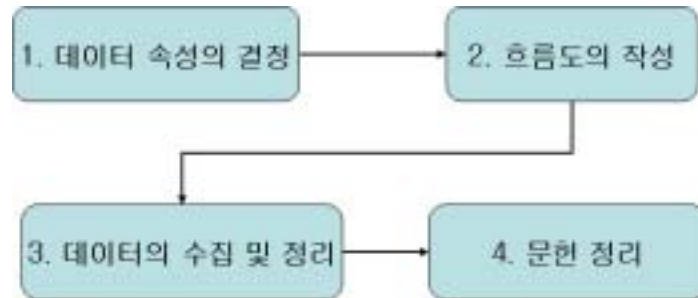 1. 데이터 속성의 결정
2. 흐름도의 작성
3. 데이터의 수집 및 정리
4. 문헌 정리